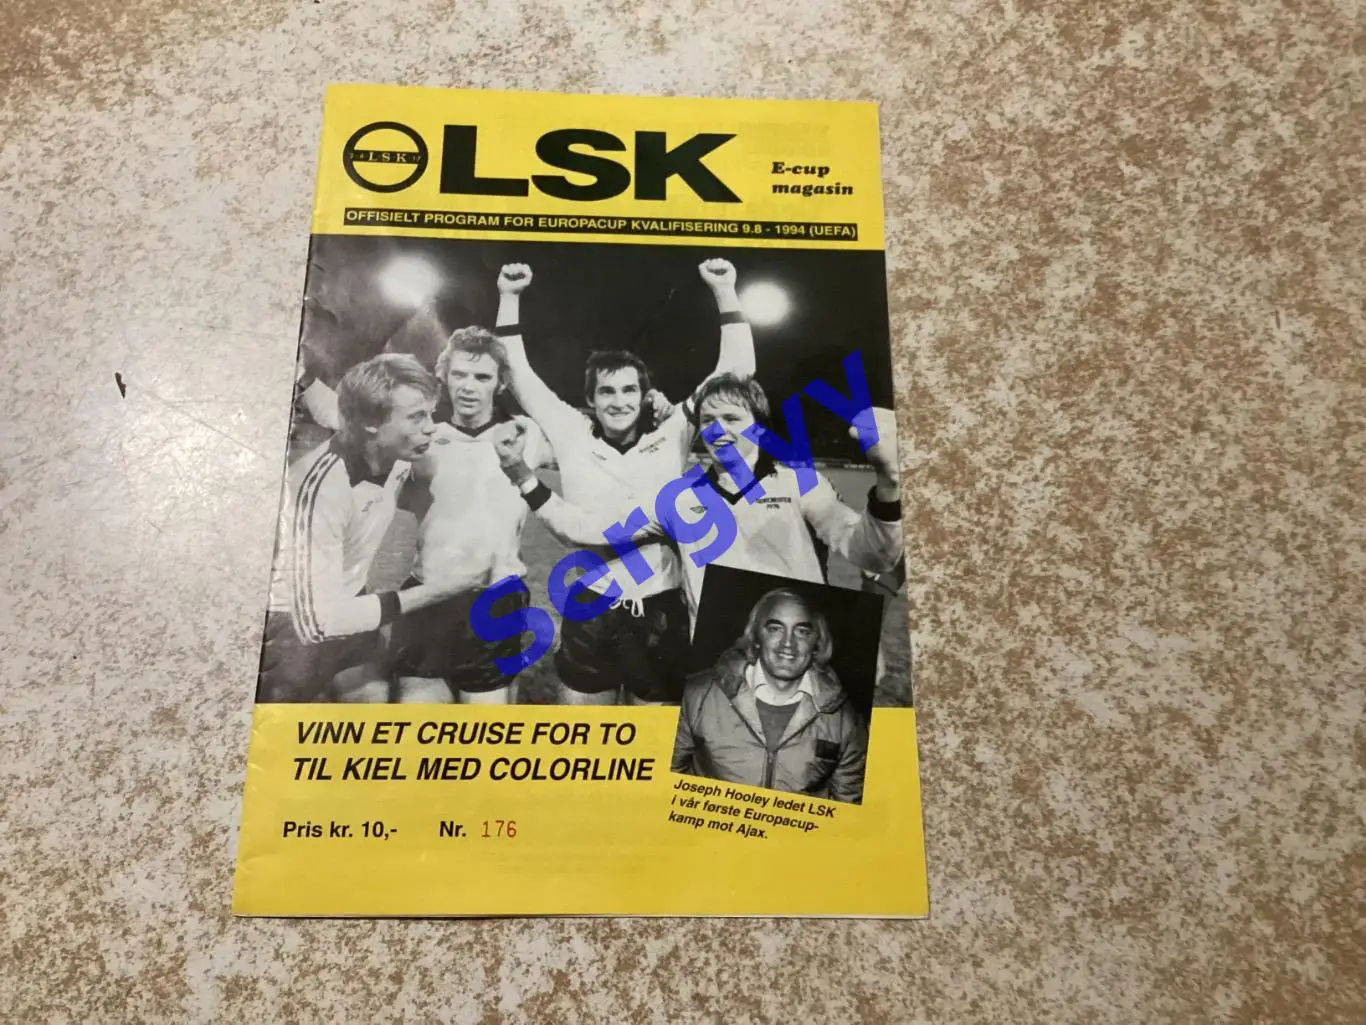 L·S·K
LSK
E-cup
magasin
OFFISIELT PROGRAM FOR EUROPACUP KVALIFISERING 9.8 - 1994 (UEFA)
1976
Sergiyy
VINN ET CRUISE FOR TO
TIL KIEL MED COLORLINE
Joseph Hooley ledet LSK
i vår første Europacup-
kamp mot Ajax.
Pris kr. 10,- Nr. 176